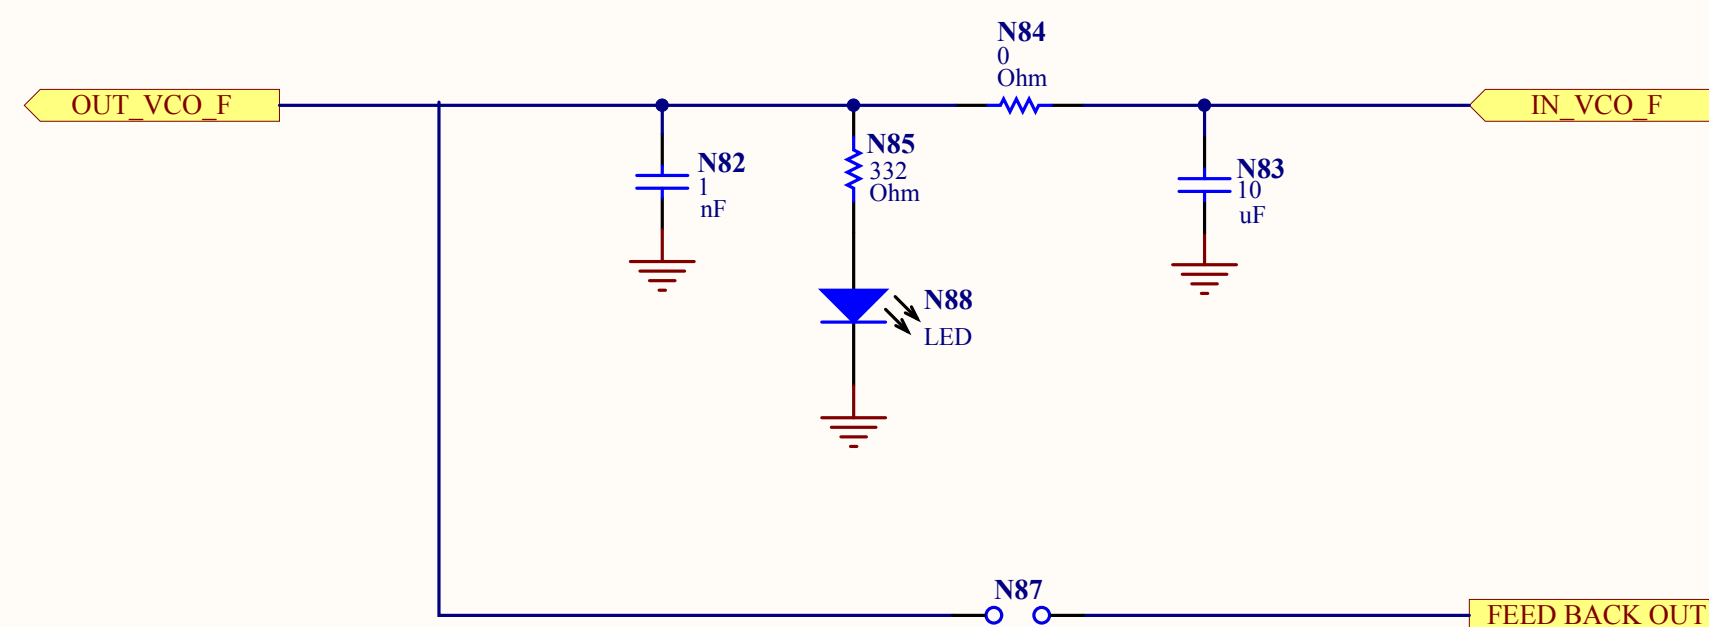 N84
0
Ohm
OUT_VCO_F
IN_VCO_F
N85
332
Ohm
N82
1
nF
N83
10
uF
N88
LED
N87
FEED BACK OUT